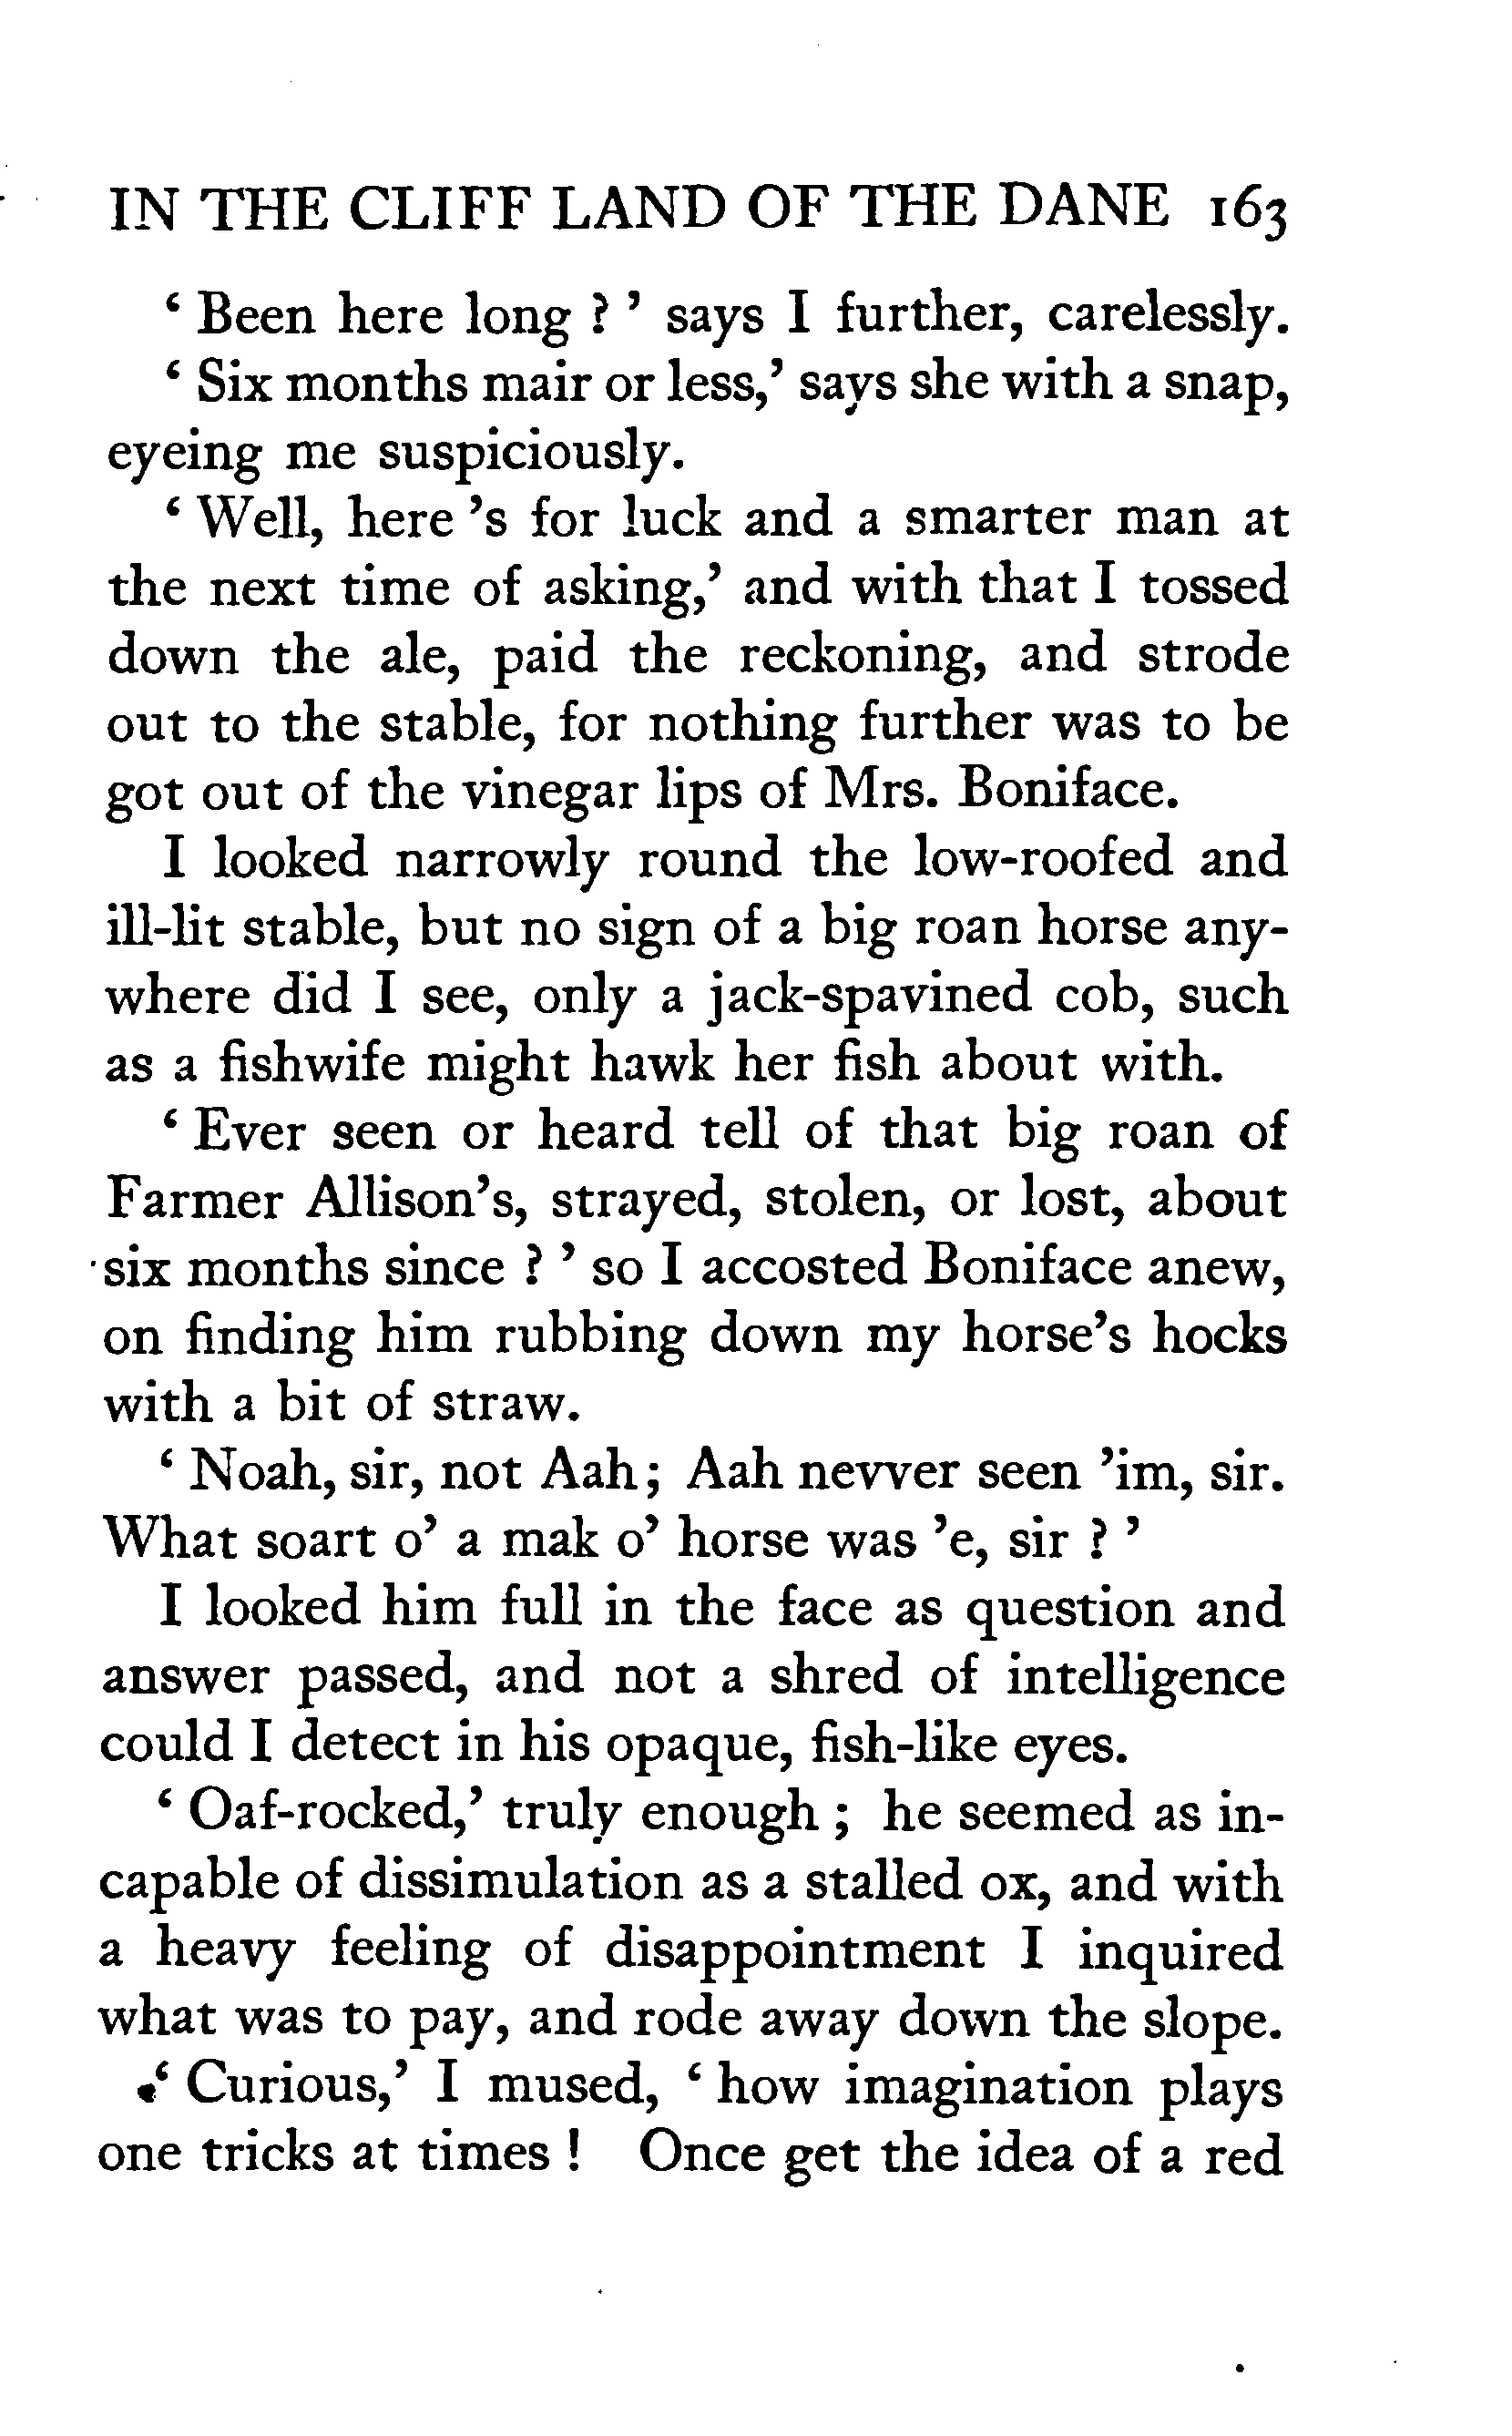 IN THE CLIFF LAND OF THE DANE 163
‘ Been here long ? ’ says I further, carelessly.
‘ Six months mair or less,’ says she with a snap,
eyeing me suspiciously.
‘ Well, here ’s for luck and a smarter man at
the next time of asking,’ and with that I tossed
down the ale, paid the reckoning, and strode
out to the stable, for nothing further was to be
got out of the vinegar lips of Mrs. Boniface.
I looked narrowly round the low-roofed and
ill-lit stable, but no sign of a big roan horse any-
where did I see, only a jack-spavined cob, such
as a fishwife might hawk her fish about with.
‘ Ever seen or heard tell of that big roan of
Farmer Allison’s, strayed, stolen, or lost, about
six months since ? ’ so I accosted Boniface anew,
on finding him rubbing down my horse’s hocks
with a bit of straw.
‘ Noah, sir, not Aah ; Aah nevver seen ’im, sir.
What soart o’ a mak o’ horse was ’e, sir ? ’
I looked him full in the face as question and
answer passed, and not a shred of intelligence
could I detect in his opaque, fish-like eyes.
‘ Oaf-rocked,’ truly enough ; he seemed as in-
capable of dissimulation as a stalled ox, and with
a heavy feeling of disappointment I inquired
what was to pay, and rode away down the slope.
‘ Curious,’ I mused, ‘ how imagination plays
one tricks at times ! Once get the idea of a red